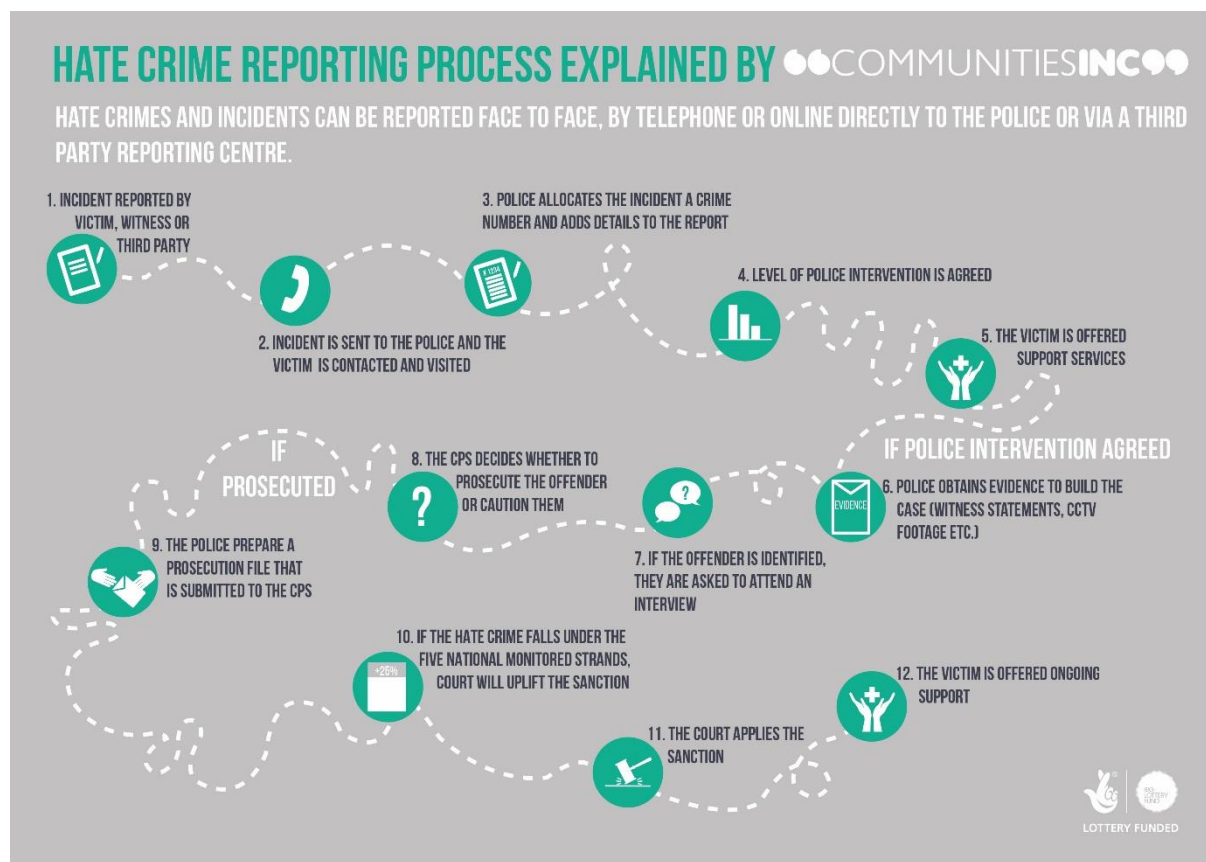 HATE CRIME REPORTING PROCESS EXPLAINED BY COMMUNITIESINC
HATE CRIMES AND INCIDENTS CAN BE REPORTED FACE TO FACE, BY TELEPHONE OR ONLINE DIRECTLY TO THE POLICE OR VIA A THIRD
PARTY REPORTING CENTRE.
1. INCIDENT REPORTED BY
VICTIM, WITNESS OR
THIRD PARTY
2. INCIDENT IS SENT TO THE POLICE AND THE
VICTIM IS CONTACTED AND VISITED
3. POLICE ALLOCATES THE INCIDENT A CRIME
NUMBER AND ADDS DETAILS TO THE REPORT
# 1234
4. LEVEL OF POLICE INTERVENTION IS AGREED
5. THE VICTIM IS OFFERED
SUPPORT SERVICES
IF POLICE INTERVENTION AGREED
6. POLICE OBTAINS EVIDENCE TO BUILD THE
CASE (WITNESS STATEMENTS, CCTV
FOOTAGE ETC.)
EVIDENCE
7. IF THE OFFENDER IS IDENTIFIED,
THEY ARE ASKED TO ATTEND AN
INTERVIEW
?
8. THE CPS DECIDES WHETHER TO
PROSECUTE THE OFFENDER
OR CAUTION THEM
?
IF
PROSECUTED
9. THE POLICE PREPARE A
PROSECUTION FILE THAT
IS SUBMITTED TO THE CPS
10. IF THE HATE CRIME FALLS UNDER THE
FIVE NATIONAL MONITORED STRANDS,
COURT WILL UPLIFT THE SANCTION
+25%
11. THE COURT APPLIES THE
SANCTION
12. THE VICTIM IS OFFERED ONGOING
SUPPORT
BIG
LOTTERY
FUND
LOTTERY FUNDED